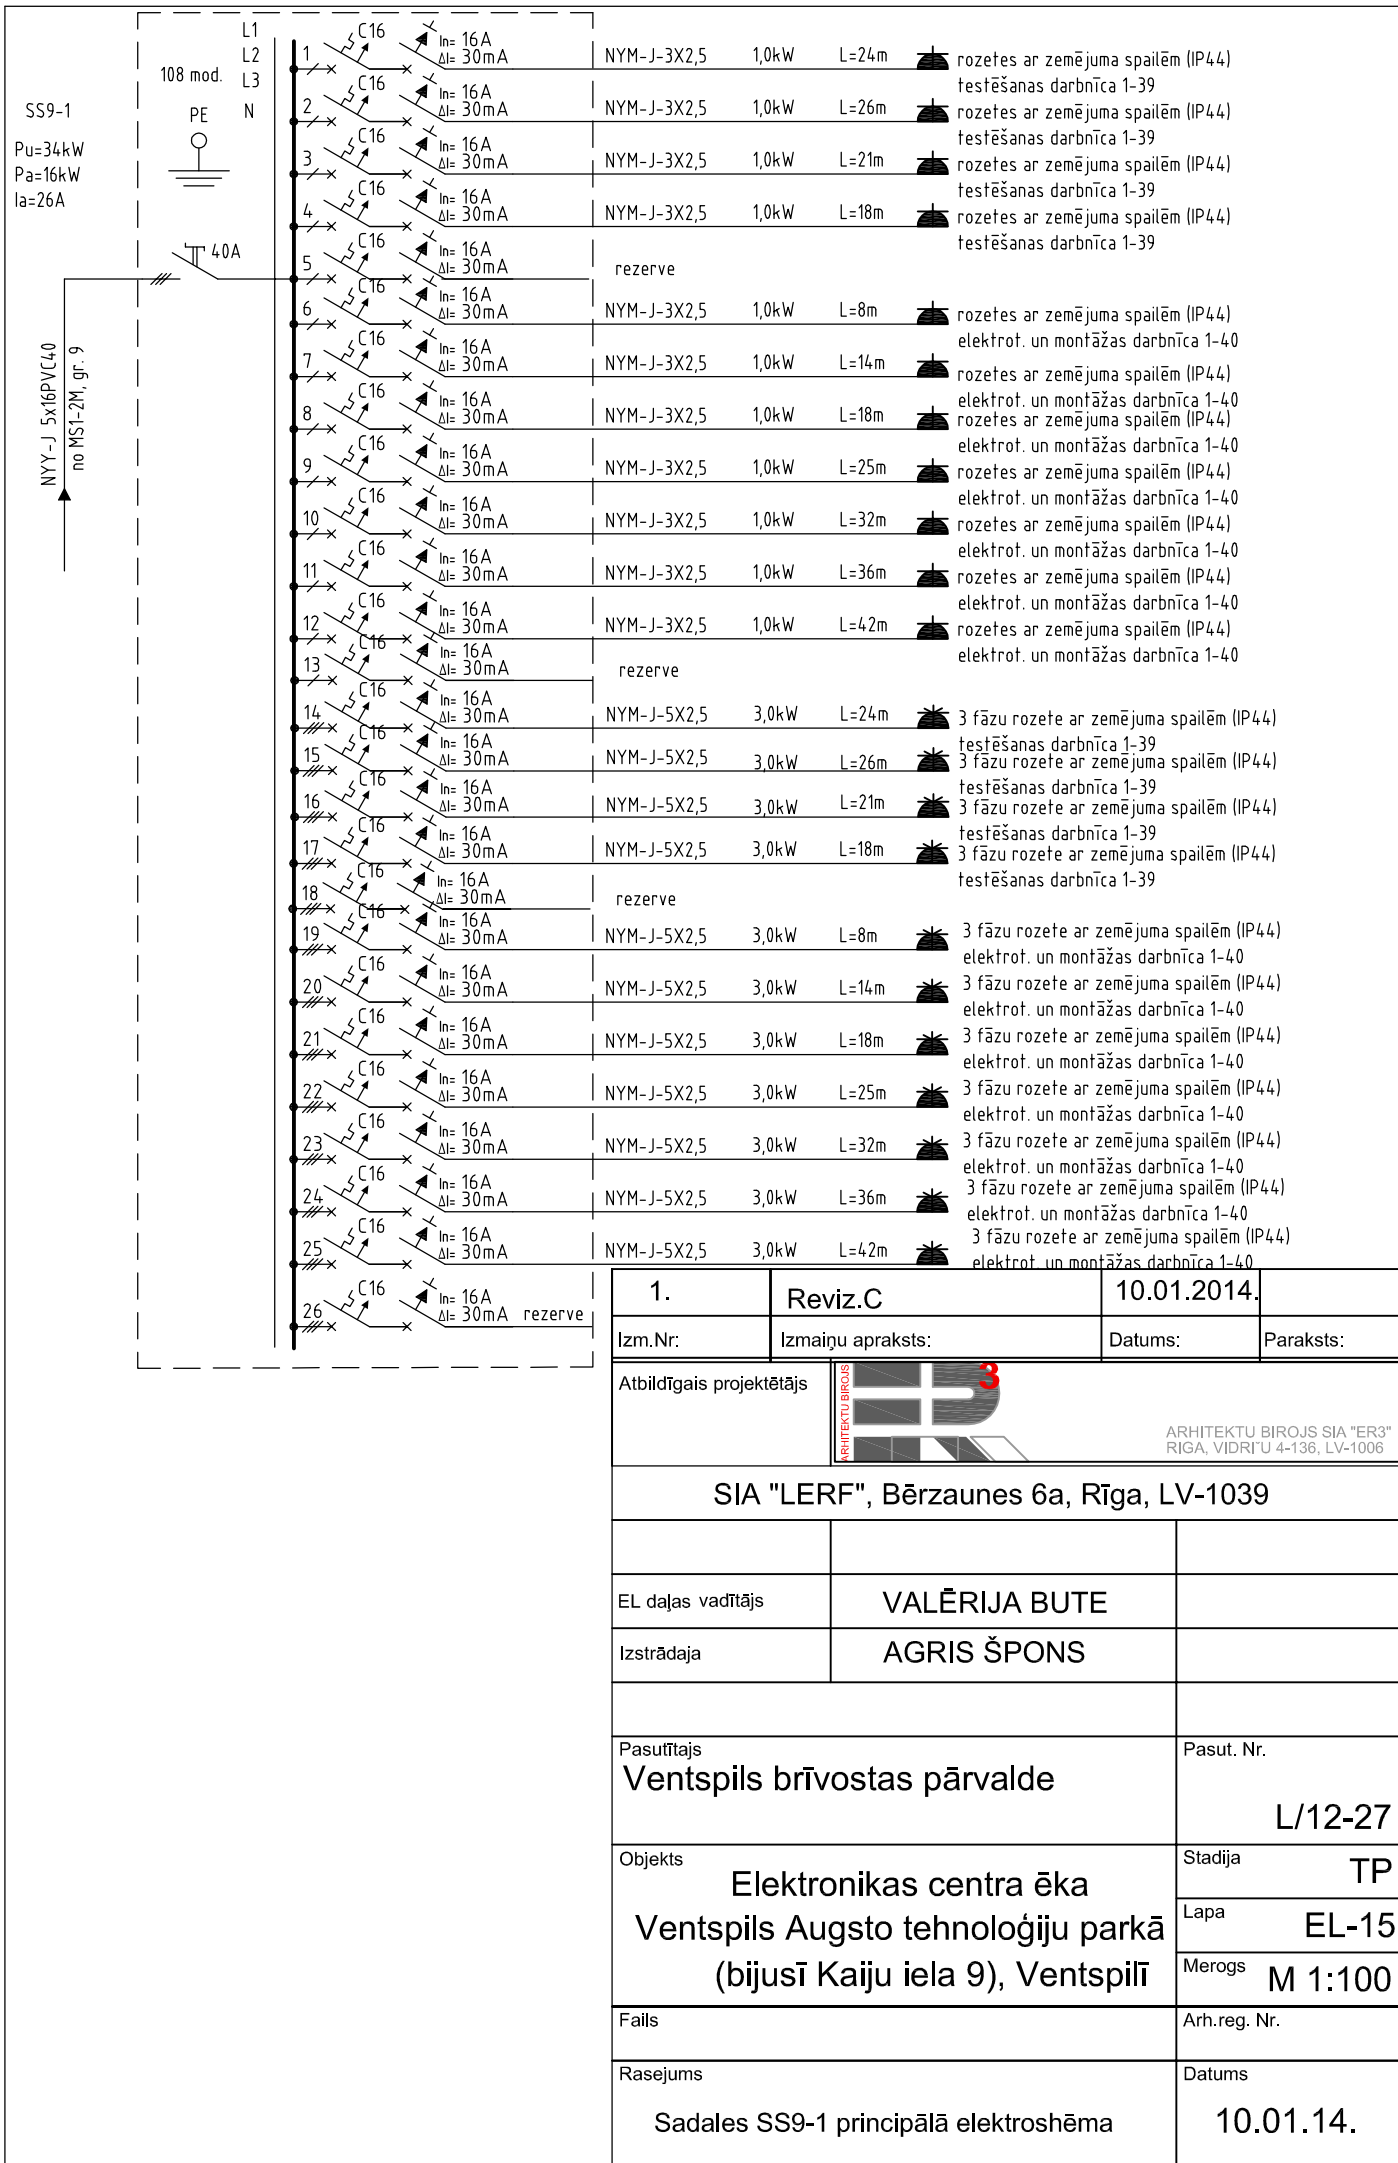 L1
L2
L3
N
108 mod.
PE
SS9-1
Pu=34kW
Pa=16kW
Ia=26A
40A
NYY-J 5x16PVC40
no MS1-2M, gr. 9
1 C16 In= 16A ΔI= 30mA NYM-J-3X2,5 1,0kW L=24m rozetes ar zemējuma spailēm (IP44)
testēšanas darbnīca 1-39
2 C16 In= 16A ΔI= 30mA NYM-J-3X2,5 1,0kW L=26m rozetes ar zemējuma spailēm (IP44)
testēšanas darbnīca 1-39
3 C16 In= 16A ΔI= 30mA NYM-J-3X2,5 1,0kW L=21m rozetes ar zemējuma spailēm (IP44)
testēšanas darbnīca 1-39
4 C16 In= 16A ΔI= 30mA NYM-J-3X2,5 1,0kW L=18m rozetes ar zemējuma spailēm (IP44)
testēšanas darbnīca 1-39
5 C16 In= 16A ΔI= 30mA rezerve
6 C16 In= 16A ΔI= 30mA NYM-J-3X2,5 1,0kW L=8m rozetes ar zemējuma spailēm (IP44)
elektrot. un montāžas darbnīca 1-40
7 C16 In= 16A ΔI= 30mA NYM-J-3X2,5 1,0kW L=14m rozetes ar zemējuma spailēm (IP44)
elektrot. un montāžas darbnīca 1-40
8 C16 In= 16A ΔI= 30mA NYM-J-3X2,5 1,0kW L=18m rozetes ar zemējuma spailēm (IP44)
elektrot. un montāžas darbnīca 1-40
9 C16 In= 16A ΔI= 30mA NYM-J-3X2,5 1,0kW L=25m rozetes ar zemējuma spailēm (IP44)
elektrot. un montāžas darbnīca 1-40
10 C16 In= 16A ΔI= 30mA NYM-J-3X2,5 1,0kW L=32m rozetes ar zemējuma spailēm (IP44)
elektrot. un montāžas darbnīca 1-40
11 C16 In= 16A ΔI= 30mA NYM-J-3X2,5 1,0kW L=36m rozetes ar zemējuma spailēm (IP44)
elektrot. un montāžas darbnīca 1-40
12 C16 In= 16A ΔI= 30mA NYM-J-3X2,5 1,0kW L=42m rozetes ar zemējuma spailēm (IP44)
elektrot. un montāžas darbnīca 1-40
13 C16 In= 16A ΔI= 30mA rezerve
14 C16 In= 16A ΔI= 30mA NYM-J-5X2,5 3,0kW L=24m 3 fāzu rozete ar zemējuma spailēm (IP44)
testēšanas darbnīca 1-39
15 C16 In= 16A ΔI= 30mA NYM-J-5X2,5 3,0kW L=26m 3 fāzu rozete ar zemējuma spailēm (IP44)
testēšanas darbnīca 1-39
16 C16 In= 16A ΔI= 30mA NYM-J-5X2,5 3,0kW L=21m 3 fāzu rozete ar zemējuma spailēm (IP44)
testēšanas darbnīca 1-39
17 C16 In= 16A ΔI= 30mA NYM-J-5X2,5 3,0kW L=18m 3 fāzu rozete ar zemējuma spailēm (IP44)
testēšanas darbnīca 1-39
18 C16 In= 16A ΔI= 30mA rezerve
19 C16 In= 16A ΔI= 30mA NYM-J-5X2,5 3,0kW L=8m 3 fāzu rozete ar zemējuma spailēm (IP44)
elektrot. un montāžas darbnīca 1-40
20 C16 In= 16A ΔI= 30mA NYM-J-5X2,5 3,0kW L=14m 3 fāzu rozete ar zemējuma spailēm (IP44)
elektrot. un montāžas darbnīca 1-40
21 C16 In= 16A ΔI= 30mA NYM-J-5X2,5 3,0kW L=18m 3 fāzu rozete ar zemējuma spailēm (IP44)
elektrot. un montāžas darbnīca 1-40
22 C16 In= 16A ΔI= 30mA NYM-J-5X2,5 3,0kW L=25m 3 fāzu rozete ar zemējuma spailēm (IP44)
elektrot. un montāžas darbnīca 1-40
23 C16 In= 16A ΔI= 30mA NYM-J-5X2,5 3,0kW L=32m 3 fāzu rozete ar zemējuma spailēm (IP44)
elektrot. un montāžas darbnīca 1-40
24 C16 In= 16A ΔI= 30mA NYM-J-5X2,5 3,0kW L=36m 3 fāzu rozete ar zemējuma spailēm (IP44)
elektrot. un montāžas darbnīca 1-40
25 C16 In= 16A ΔI= 30mA NYM-J-5X2,5 3,0kW L=42m 3 fāzu rozete ar zemējuma spailēm (IP44)
elektrot. un montāžas darbnīca 1-40
26 C16 In= 16A ΔI= 30mA rezerve
1. Reviz.C 10.01.2014.
Izm.Nr: Izmaiņu apraksts: Datums: Paraksts:
Atbildīgais projektētājs
ARHITEKTU BIROJS
3
ARHITEKTU BIROJS SIA "ER3"
RIGA, VIDRI¯U 4-136, LV-1006
SIA "LERF", Bērzaunes 6a, Rīga, LV-1039
EL daļas vadītājs VALĒRIJA BUTE
Izstrādaja AGRIS ŠPONS
Pasutītajs
Ventspils brīvostas pārvalde
Pasut. Nr.
L/12-27
Objekts
Elektronikas centra ēka
Ventspils Augsto tehnoloģiju parkā
(bijusī Kaiju iela 9), Ventspilī
Stadija TP
Lapa EL-15
Merogs M 1:100
Fails
Arh.reg. Nr.
Rasejums
Sadales SS9-1 principālā elektroshēma
Datums
10.01.14.